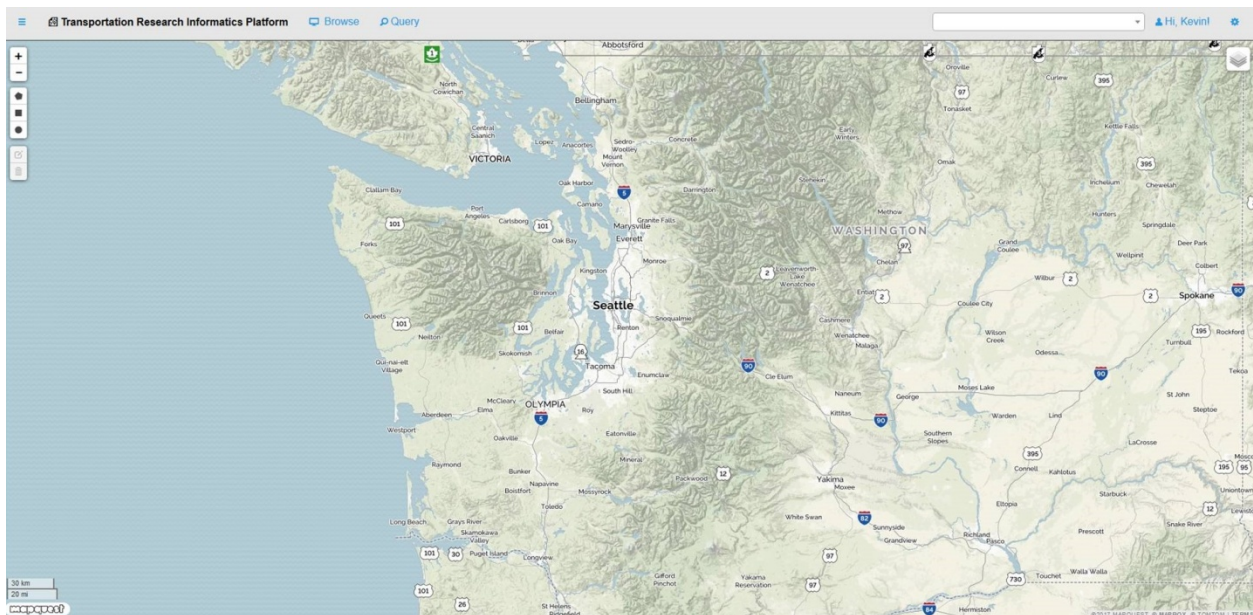 Transportation Research Informatics Platform Browse Query Hi, Kevin!
Abbotsford
1
Oroville
Curlew
395
97
Tonasket
North
Cowichan
Bellingham
Kettle Falls
Central
Saanich
Lopez
Anacortes
Sedro-
Woolley
Concrete
Early
Winters
VICTORIA
Mount
Vernon
Omak
395
Inchelium
Chewelah
Clallam Bay
Oak Harbor
5
Darrington
Stehekin
Camano
Port
Angeles
Carlsborg
101
101
Granite Falls
Methow
Hunters
Springdale
Marysville
WASHINGTON
Forks
Oak Bay
Everett
97
Grand
Coulee
Deer Park
Monroe
Chelan
Wellpinit
Colbert
Kingston
2
Leavenworth
Lake
Wenatchee
Wilbur
2
Brinnon
Entiat
2
2
Spokane
90
Seattle
Coulee City
Queets
101
101
Belfair
Renton
Snoqualmie
Cashmere
Wenatchee
Malaga
Wilson
Creek
195
Rockford
Neilton
Turnbull
Skokomish
16
Odessa
Qui-nai-elt
Village
Tacoma
Enumclaw
90
Cle Elum
90
Tekoa
South Hill
Moses Lake
Naneum
George
St John
McCleary
OLYMPIA
Aberdeen
Elma
Roy
Kittitas
90
Warden
Lind
Steptoe
5
Westport
Eatonville
Southern
Slopes
LaCrosse
Oakville
395
Raymond
Mineral
Connell
Kahlotus
195
95
Mosc
Bunker
12
Packwood
Yakima
Moxee
Boistfort
Napavine
Mossyrock
Eltopia
Starbuck
Uniontown
Toledo
12
Lewist
Long Beach
Grays River
White Swan
82
Sunnyside
Snake River
Skamokawa
Valley
Grandview
Richland
Pasco
Prescott
101
30
Puget Island
Longview
97
Gifford
Pinchot
Yakama
Reservation
97
730
Touchet
Walla Walla
30 km
20 mi
101
26
St Helens
Ridgefield
84
Hermiston
mapbox